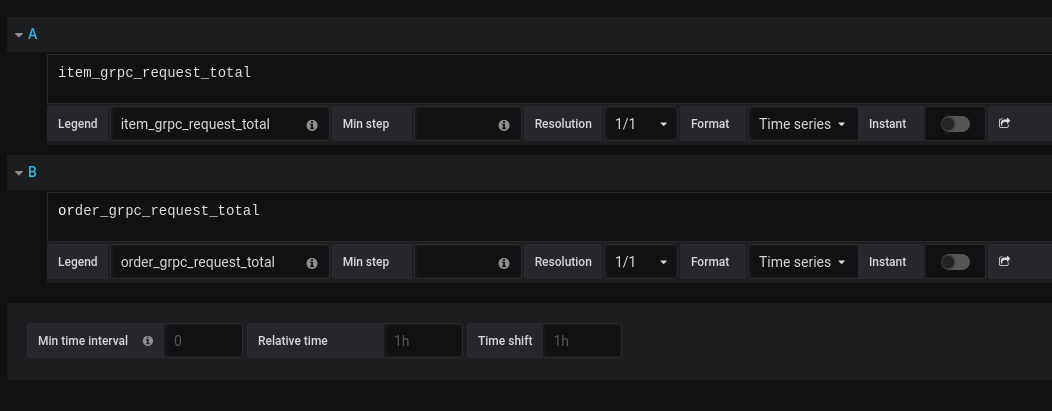 A
item_grpc_request_total
Legend item_grpc_request_total Min step Resolution 1/1 Format Time series Instant
B
order_grpc_request_total
Legend order_grpc_request_total Min step Resolution 1/1 Format Time series Instant
Min time interval 0 Relative time 1h Time shift 1h